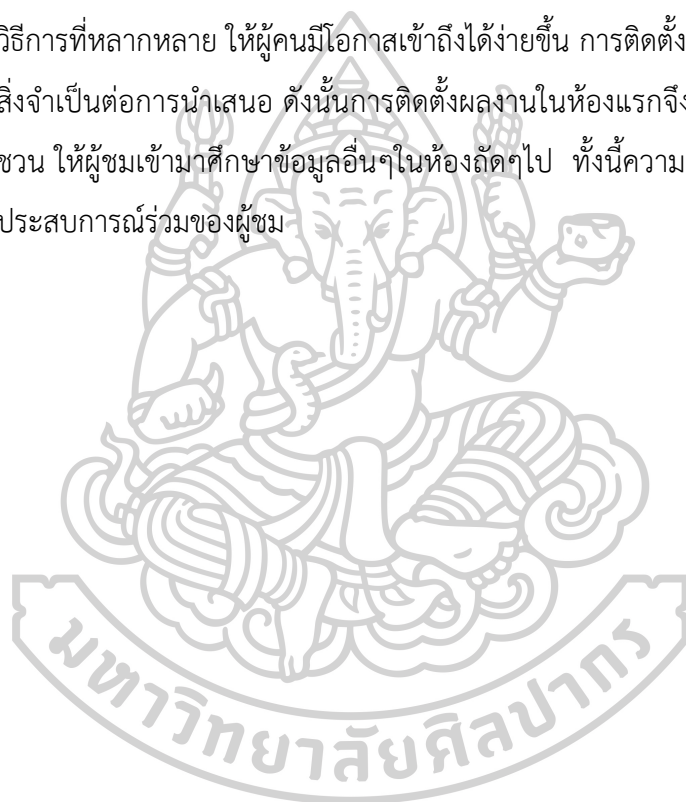 วิธีการที่หลากหลาย ให้ผู้คนมีโอกาสเข้าถึงได้ง่ายขึ้น การติดตั้ง
สิ่งจำเป็นต่อการนำเสนอ ดังนั้นการติดตั้งผลงานในห้องแรกจึง
ชวน ให้ผู้ชมเข้ามาศึกษาข้อมูลอื่นๆในห้องถัดๆไป ทั้งนี้ความ
ประสบการณ์ร่วมของผู้ชม
มหาวิทยาลัยศิลปากร